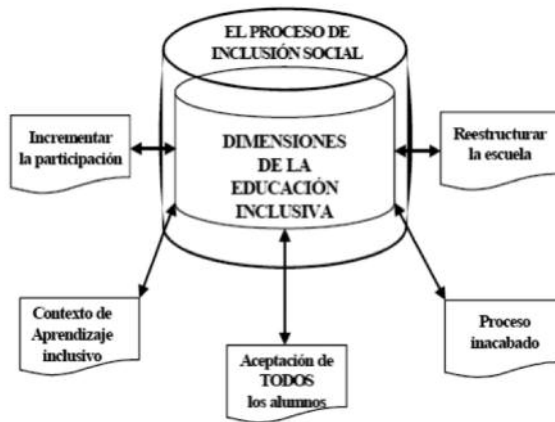 EL PROCESO DE
INCLUSIÓN SOCIAL
Incrementar
la participación
DIMENSIONES
DE LA
EDUCACIÓN
INCLUSIVA
Reestructurar
la escuela
Contexto de
Aprendizaje
inclusivo
Aceptación de
TODOS
los alumnos
Proceso
inacabado